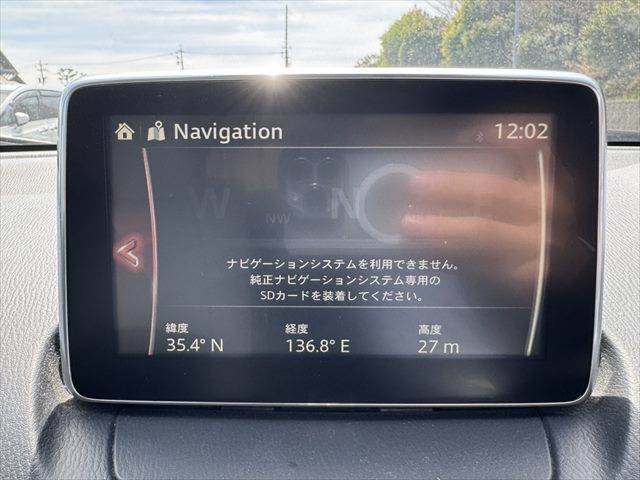 Navigation 12:02
W NW N
ナビゲーションシステムを利用できません。
純正ナビゲーションシステム専用の
SDカードを装着してください。
緯度 経度 高度
35.4° N 136.8° E 27 m